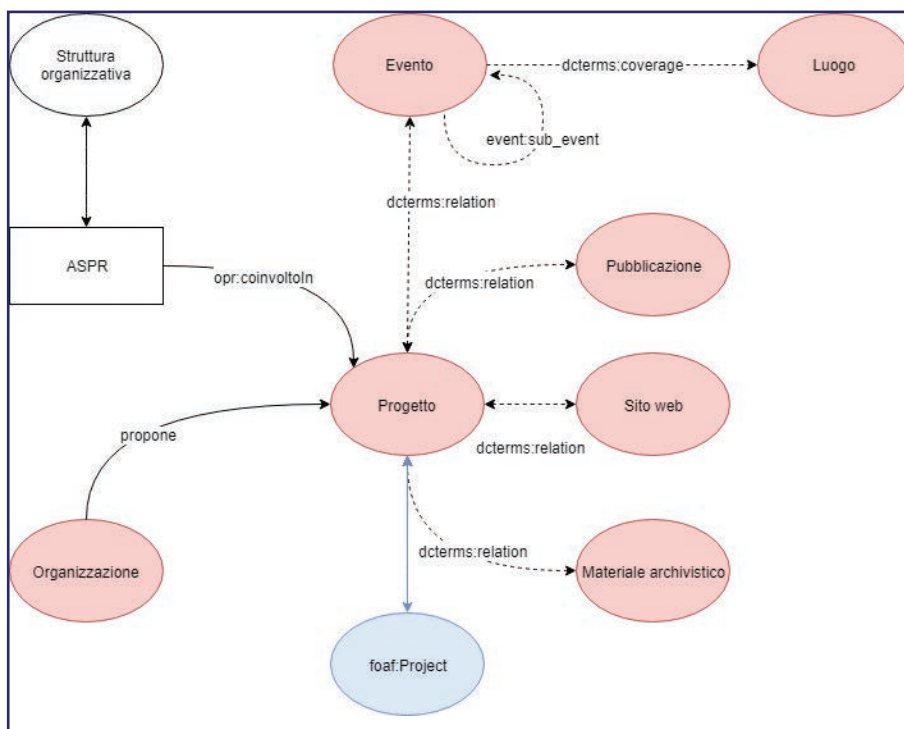 Struttura
organizzativa
Evento
dcterms:coverage
Luogo
event:sub_event
dcterms:relation
ASPR
opr:coinvoltoIn
dcterms:relation
Pubblicazione
Progetto
Sito web
propone
dcterms:relation
Organizzazione
dcterms:relation
Materiale archivistico
foaf:Project